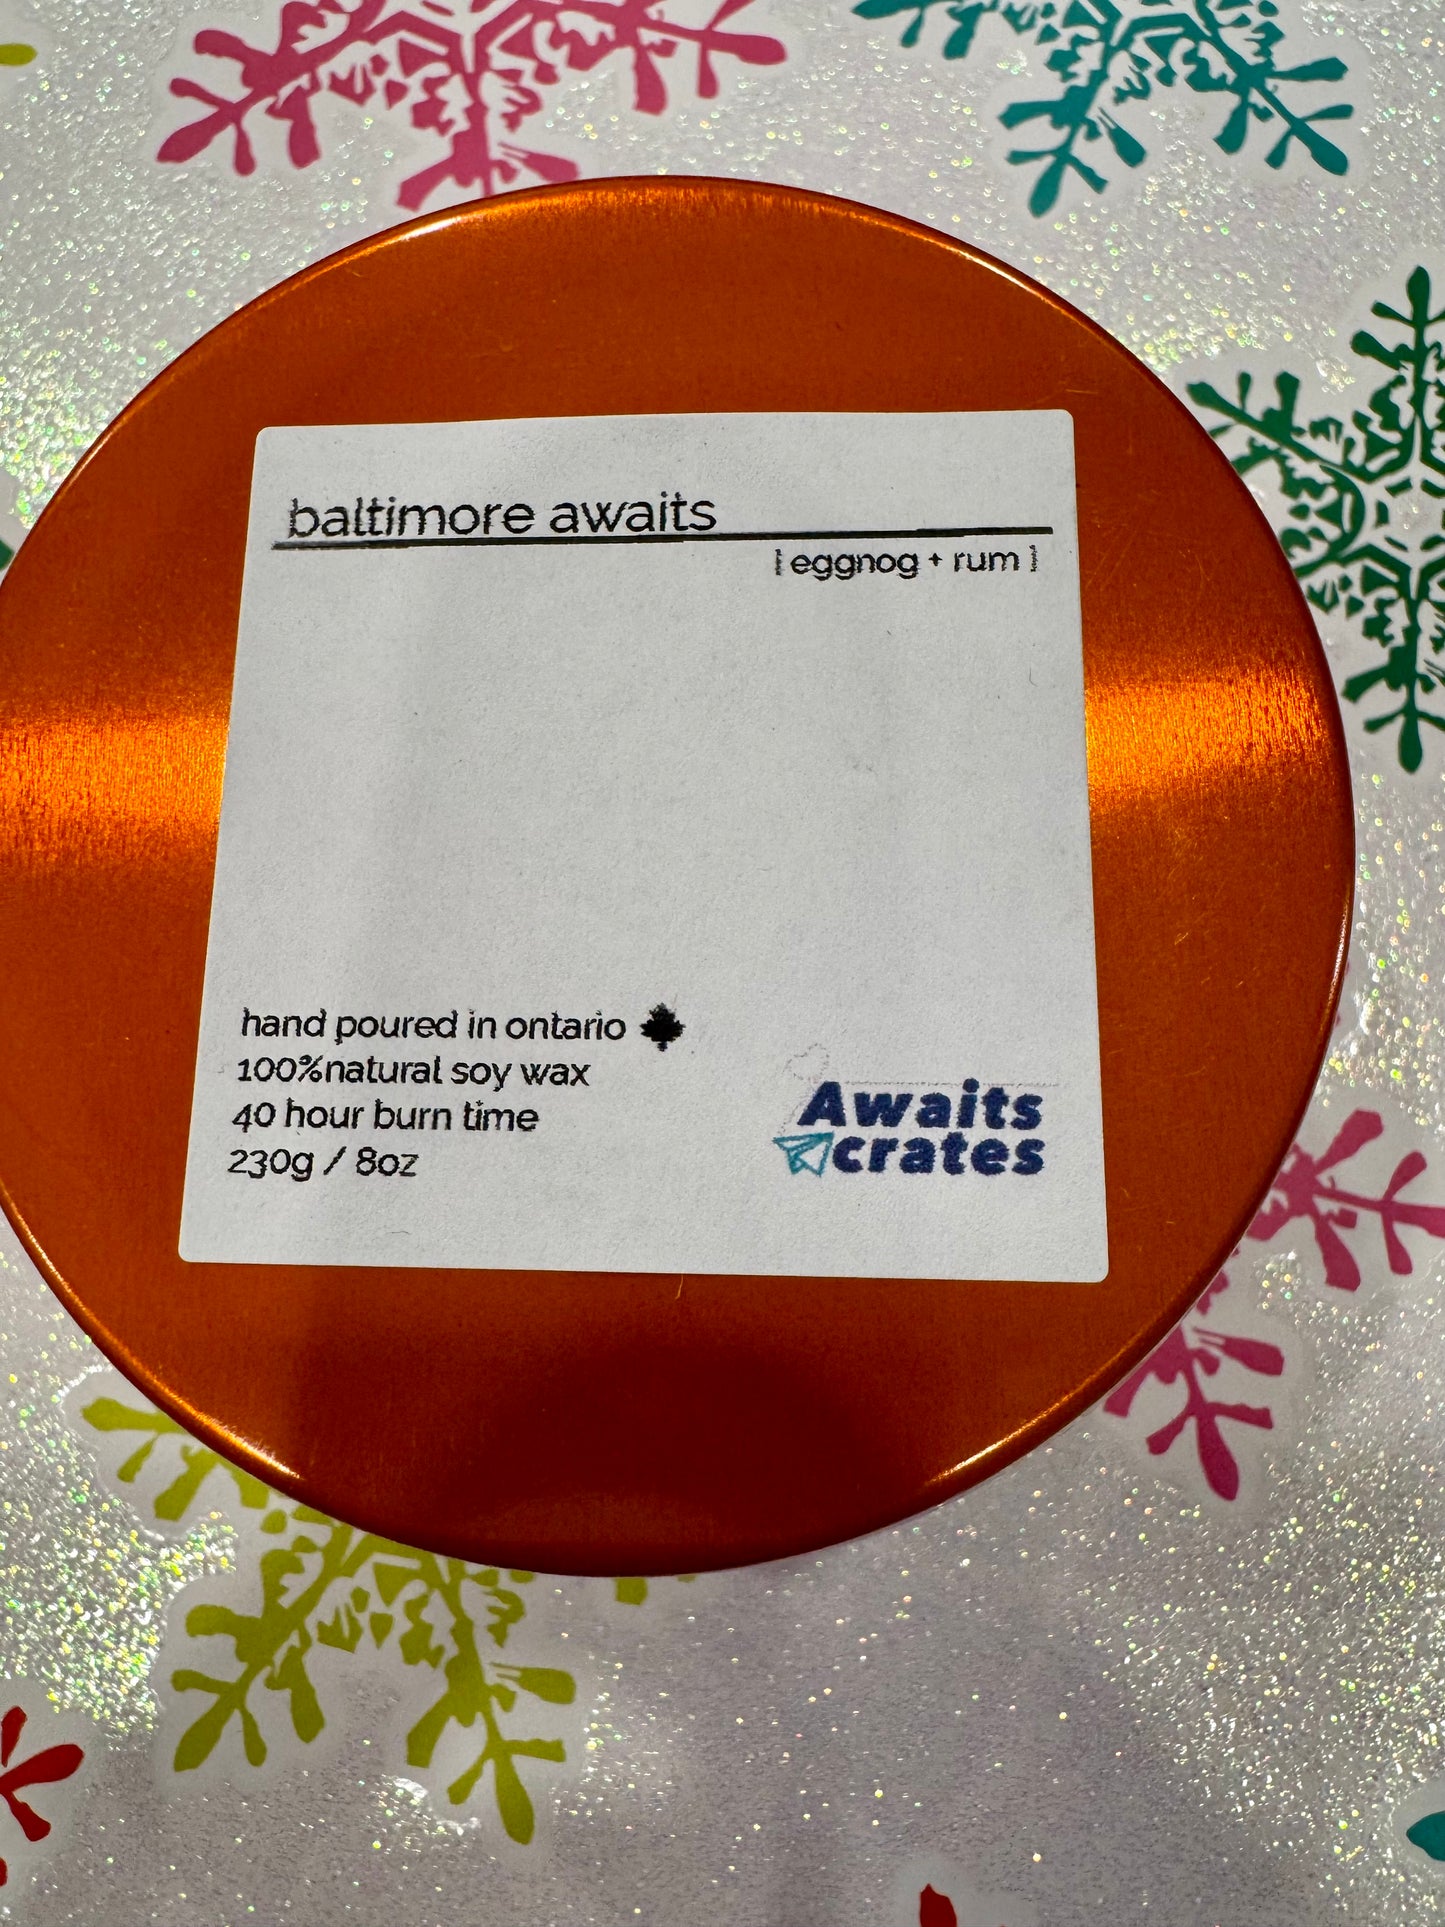 baltimore awaits
[ eggnog + rum ]
hand poured in ontario
100%natural soy wax
40 hour burn time
230g / 8oz
Awaits
crates